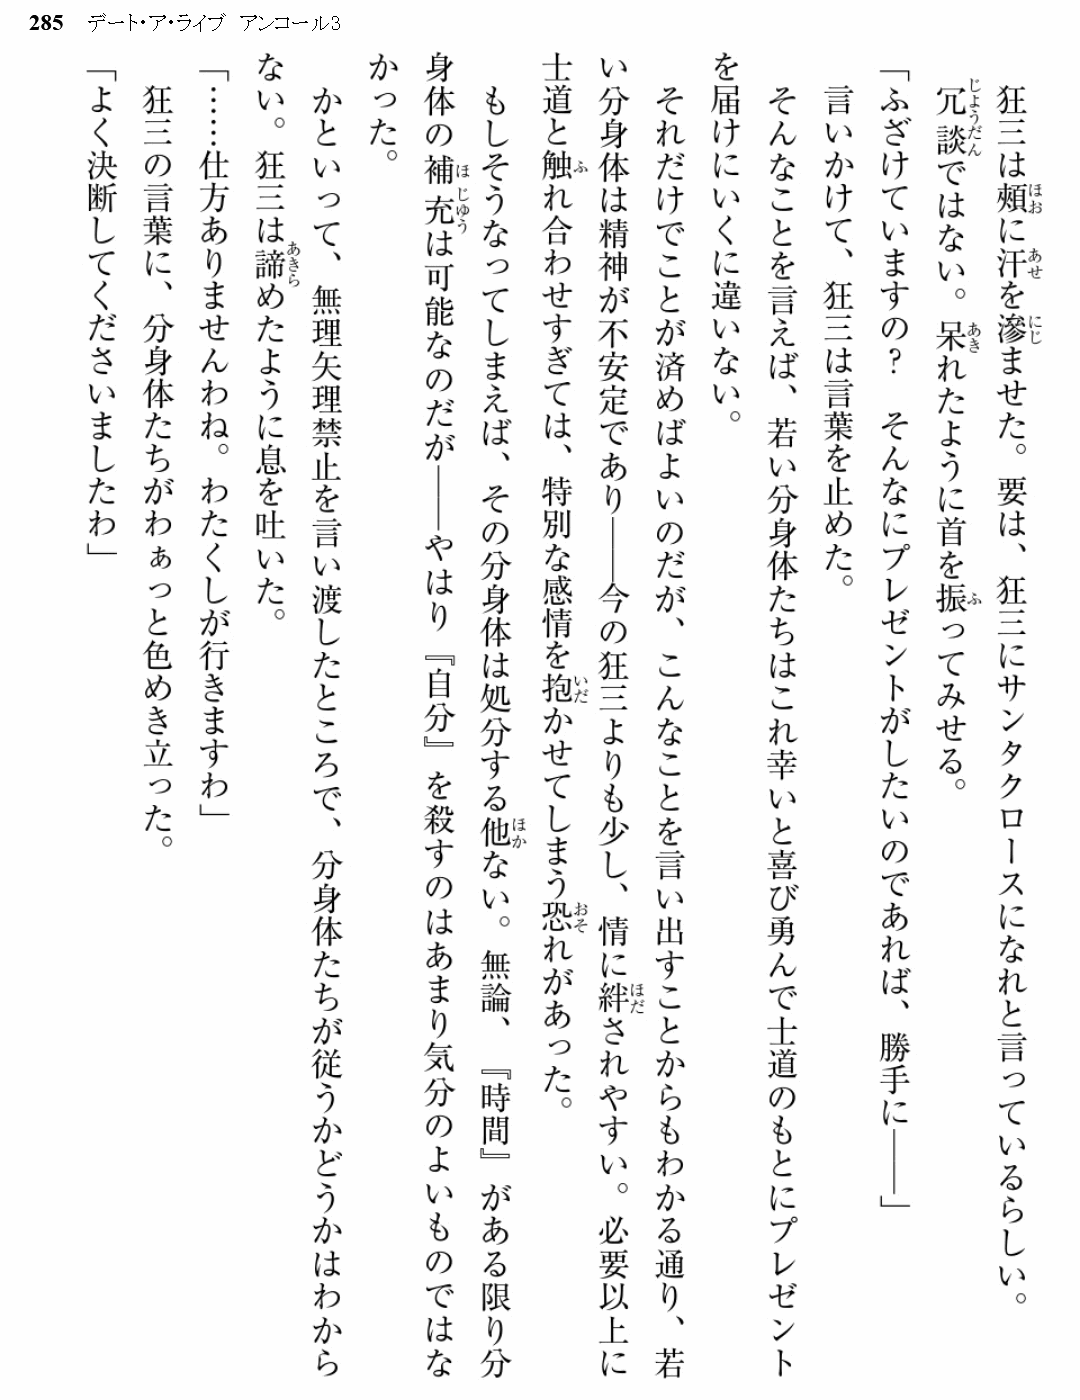 285 デート・ア・ライブ アンコール3
狂三は頰に汗を滲ませた。要は、狂三にサンタクロースになれと言っているらしい。
冗談ではない。呆れたように首を振ってみせる。
「ふざけていますの？　そんなにプレゼントがしたいのであれば、勝手に――」
言いかけて、狂三は言葉を止めた。
そんなことを言えば、若い分身体たちはこれ幸いと喜び勇んで士道のもとにプレゼント
を届けにいくに違いない。
それだけでことが済めばよいのだが、こんなことを言い出すことからもわかる通り、若
い分身体は精神が不安定であり――今の狂三よりも少し、情に絆されやすい。必要以上に
士道と触れ合わせすぎては、特別な感情を抱かせてしまう恐れがあった。
もしそうなってしまえば、その分身体は処分する他ない。無論、『時間』がある限り分
身体の補充は可能なのだが――やはり『自分』を殺すのはあまり気分のよいものではな
かった。
かといって、無理矢理禁止を言い渡したところで、分身体たちが従うかどうかはわから
ない。狂三は諦めたように息を吐いた。
「……仕方ありませんわね。わたくしが行きますわ」
狂三の言葉に、分身体たちがわぁっと色めき立った。
「よく決断してくださいましたわ」